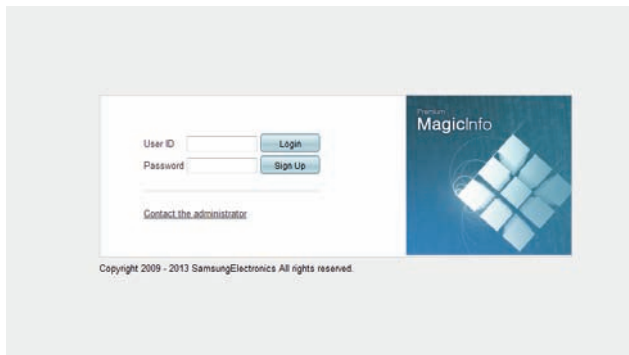 Premium
MagicInfo
User ID
Login
Password
Sign Up
Contact the administrator
Copyright 2009 - 2013 SamsungElectronics All rights reserved.